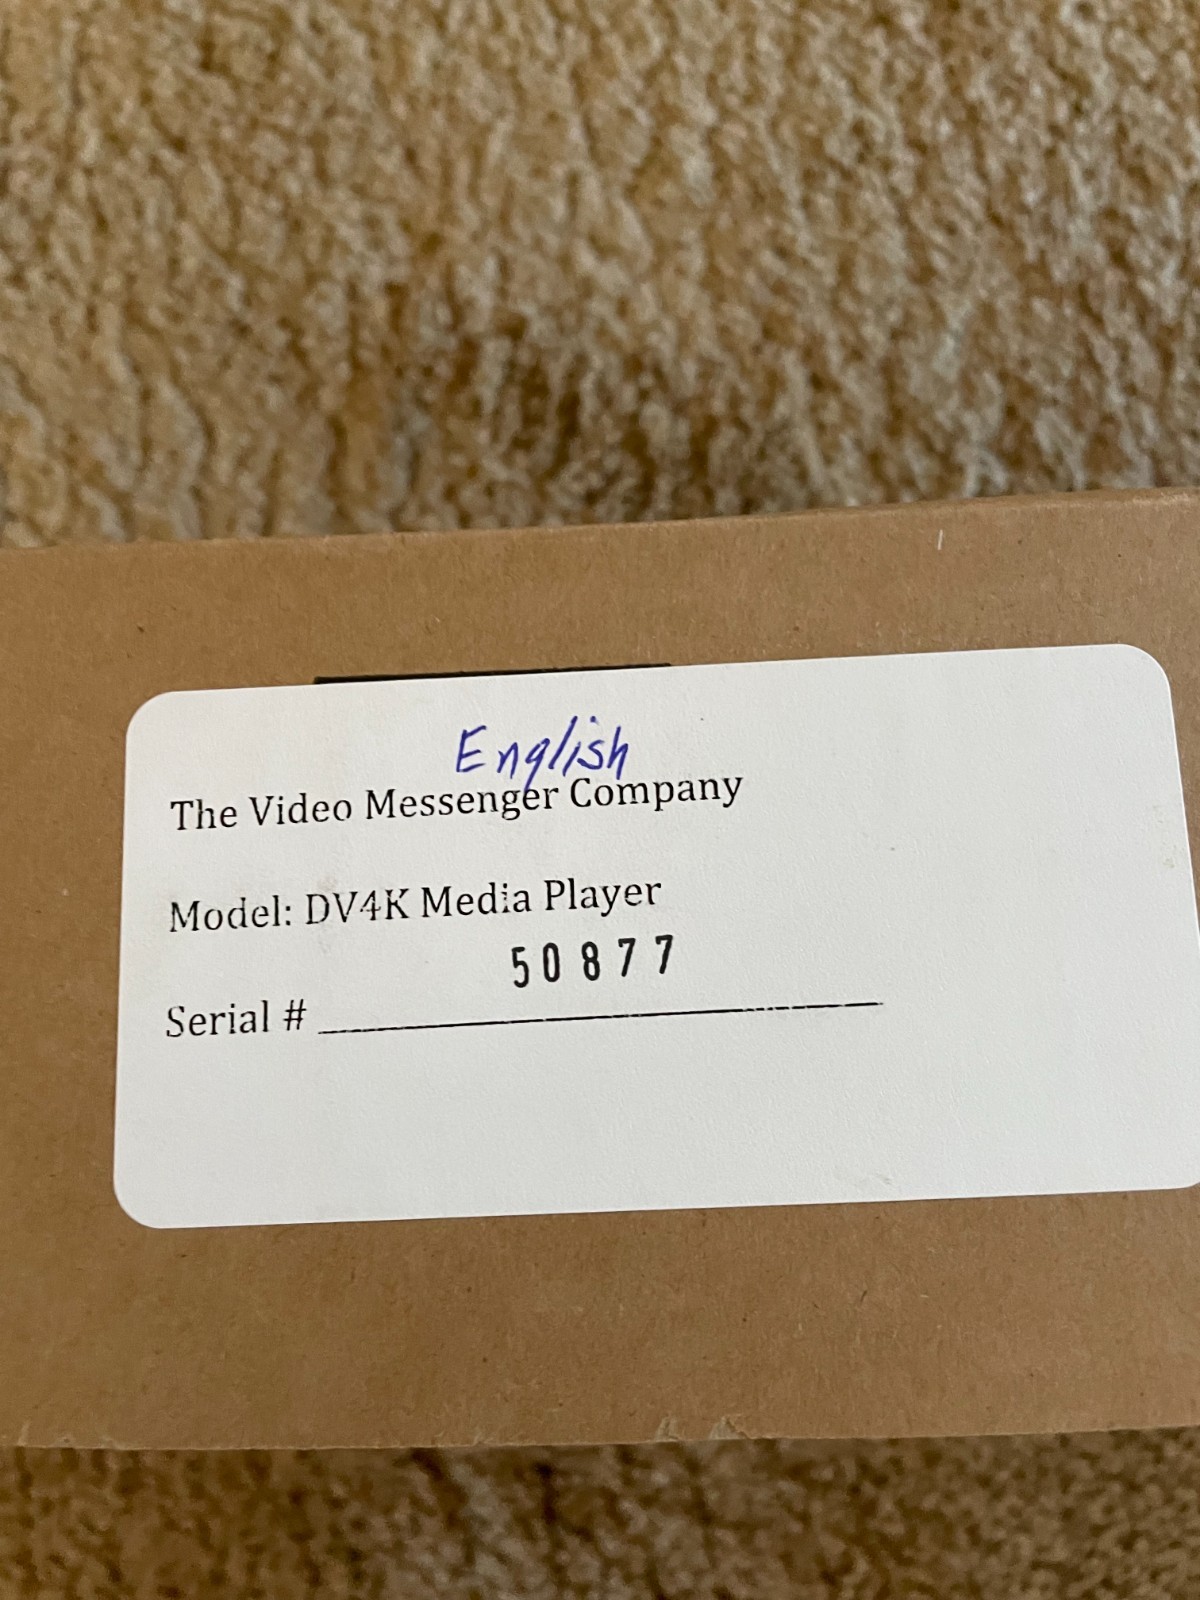 English
The Video Messenger Company
Model: DV4K Media Player
50877
Serial #